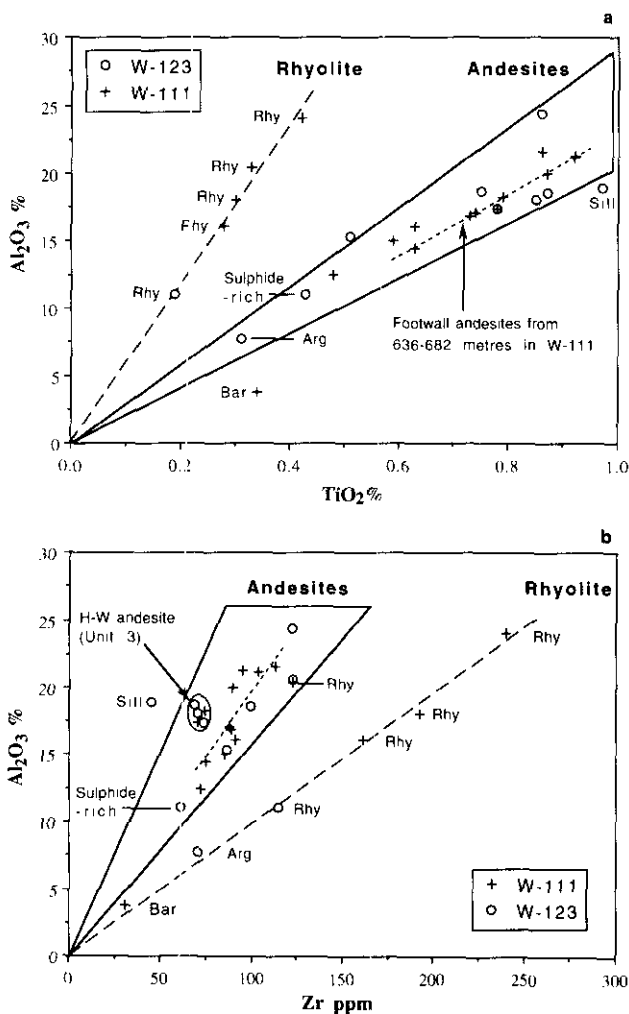 a
30
25
20
15
10
5
0
Al2O3 %
o W-123
+ W-111
Rhyolite
Andesites
Rhy
Rhy
Rhy
Fhy
Rhy
Sulphide
-rich
Arg
Bar
Sill
Footwall andesites from
636-682 metres in W-111
0.0 0.2 0.4 0.6 0.8 1.0
TiO2%
b
30
25
20
15
10
5
0
Al2O3 %
Andesites
Rhyolite
H-W andesite
(Unit 3)
Sill
Rhy
Rhy
Rhy
Rhy
Rhy
Sulphide
-rich
Arg
Bar
+ W-111
o W-123
0 50 100 150 200 250 300
Zr ppm